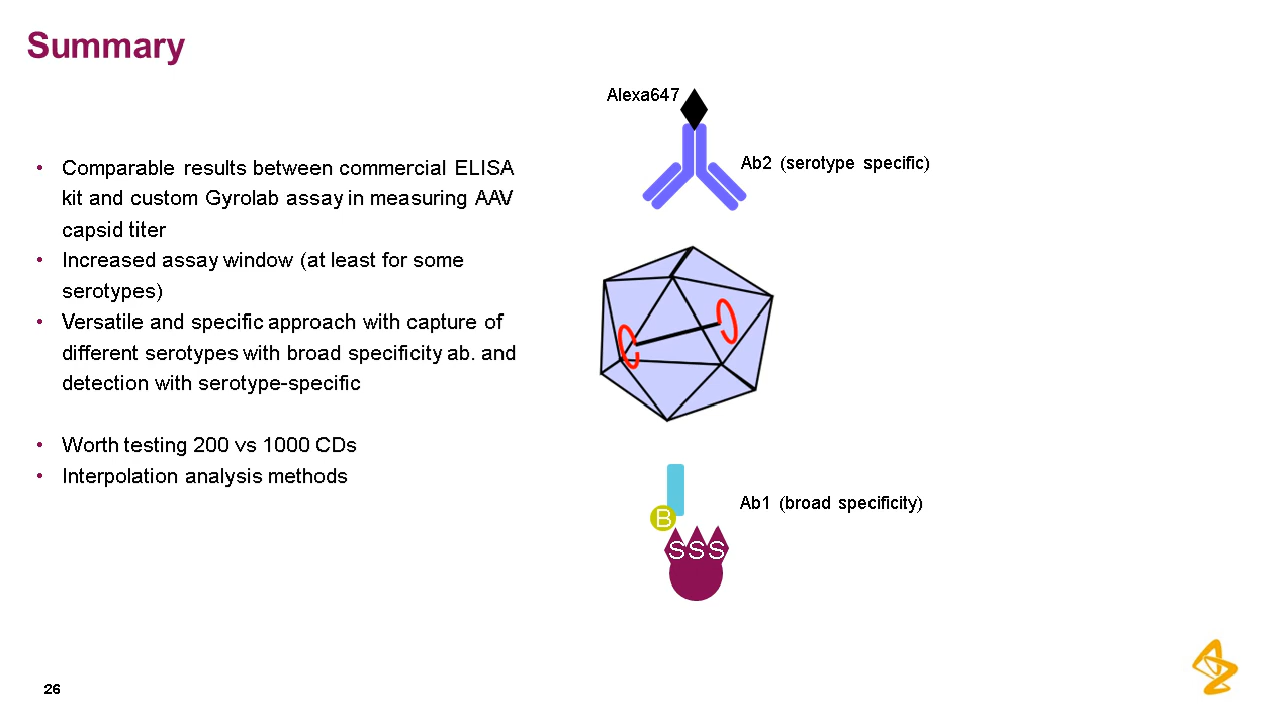 Summary
Alexa647
Ab2 (serotype specific)
• Comparable results between commercial ELISA
kit and custom Gyrolab assay in measuring AAV
capsid titer
• Increased assay window (at least for some
serotypes)
• Versatile and specific approach with capture of
different serotypes with broad specificity ab. and
detection with serotype-specific
• Worth testing 200 vs 1000 CDs
• Interpolation analysis methods
Ab1 (broad specificity)
B
SSS
26